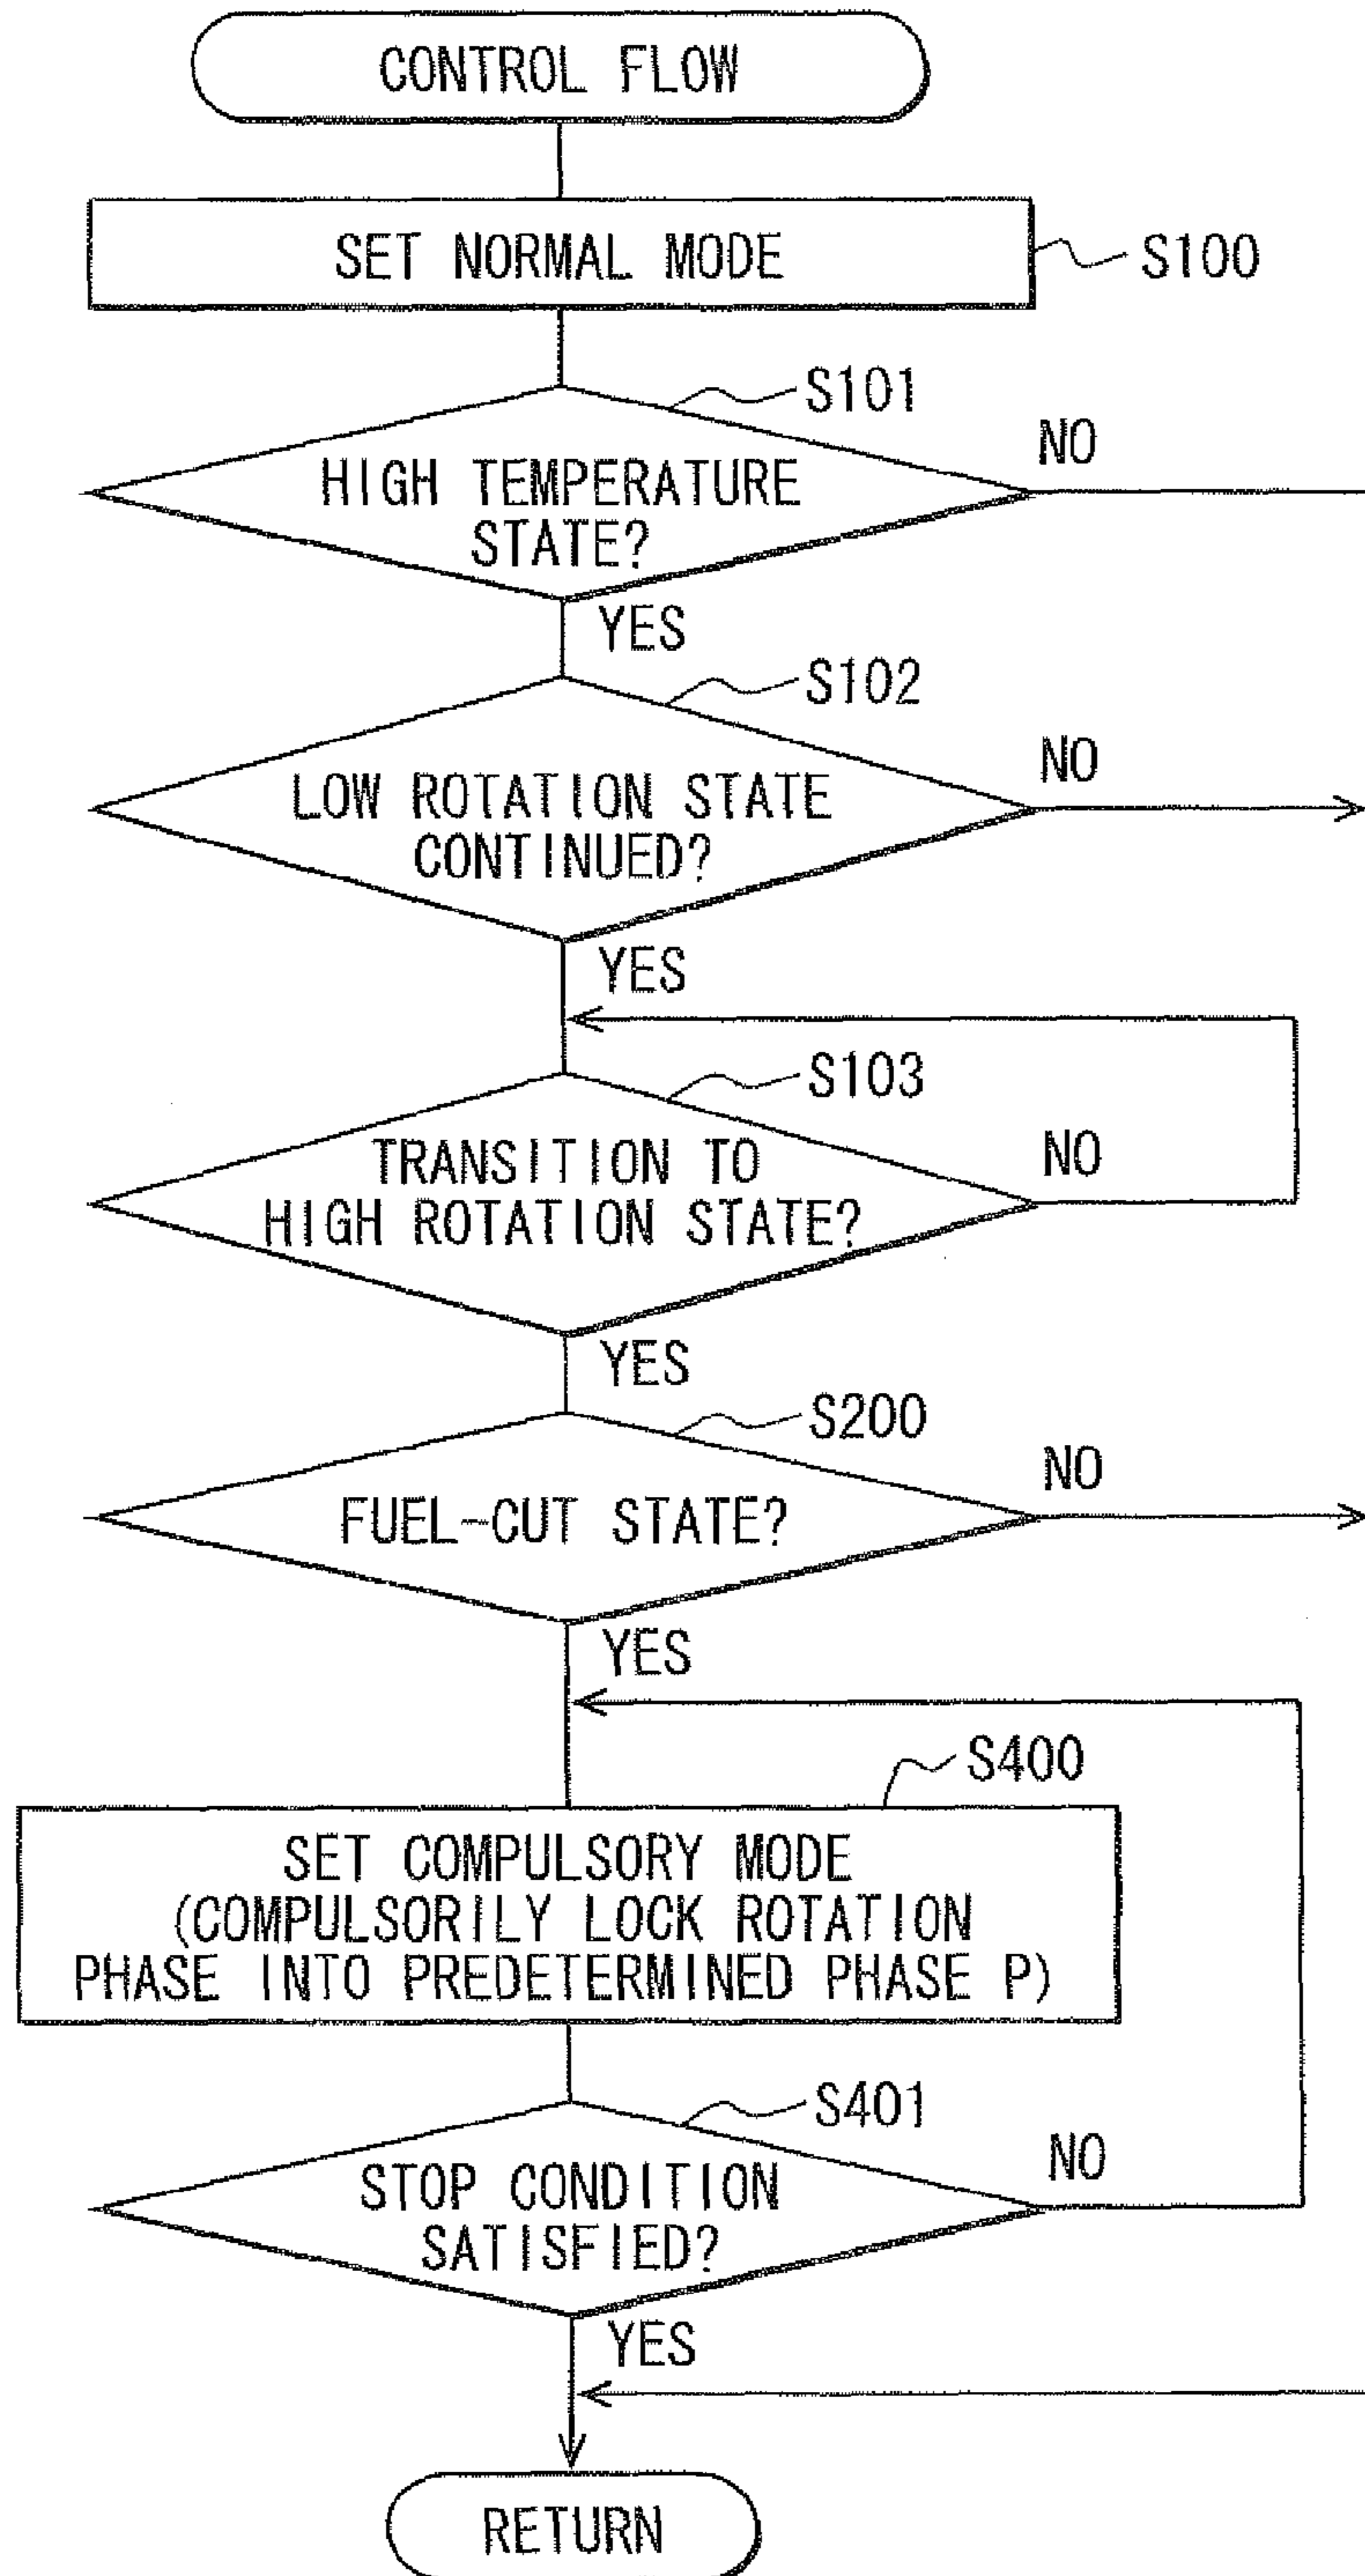 CONTROL FLOW
SET NORMAL MODE
S100
S101
NO
HIGH TEMPERATURE
STATE?
YES
S102
NO
LOW ROTATION STATE
CONTINUED?
YES
S103
TRANSITION TO
NO
HIGH ROTATION STATE?
YES
S200
NO
FUEL-CUT STATE?
YES
S400
SET COMPULSORY MODE
(COMPULSORILY LOCK ROTATION
PHASE INTO PREDETERMINED PHASE P)
S401
NO
STOP CONDITION
SATISFIED?
YES
RETURN